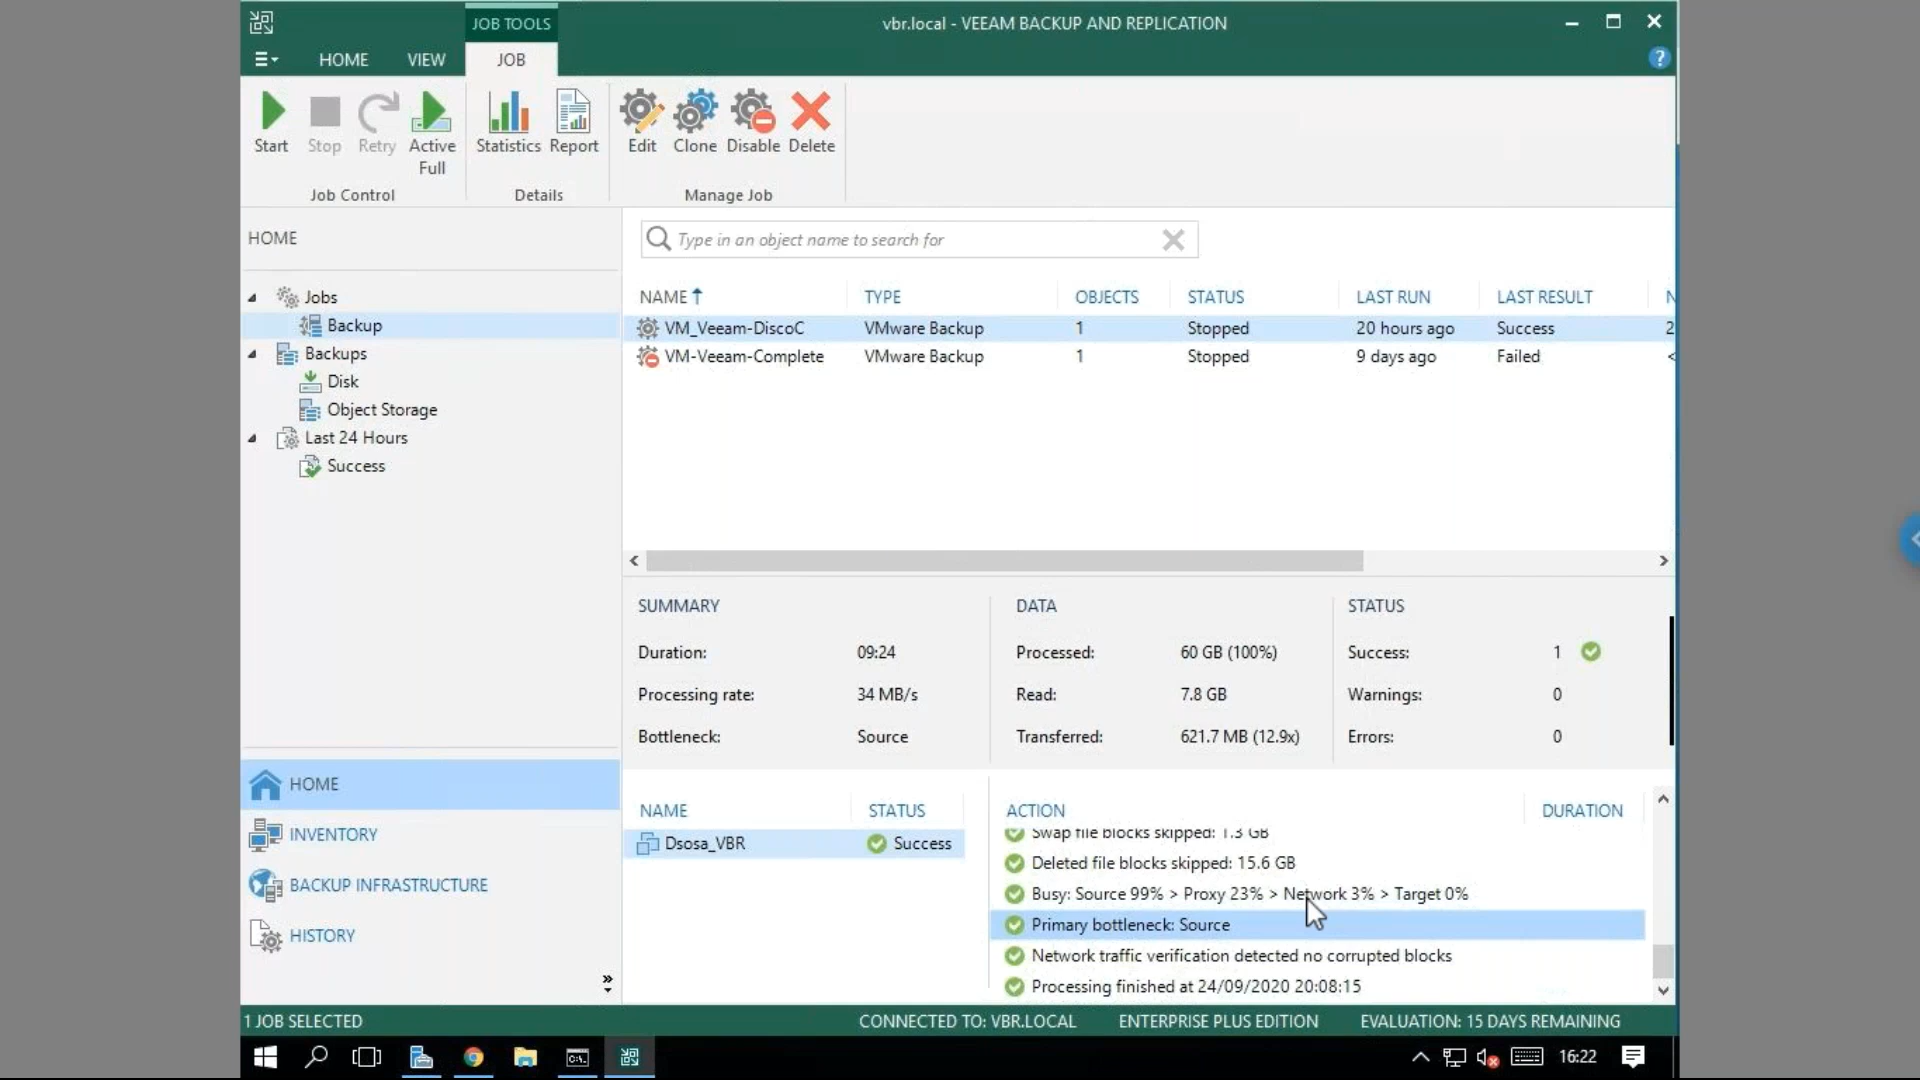 JOB TOOLS
vbr.local - VEEAM BACKUP AND REPLICATION
HOME VIEW JOB
Start Stop Retry Active Full
Statistics Report
Edit Clone Disable Delete
Job Control Details Manage Job
HOME
Type in an object name to search for
Jobs
Backup
Backups
Disk
Object Storage
Last 24 Hours
Success
NAME TYPE OBJECTS STATUS LAST RUN LAST RESULT N
VM_Veeam-DiscoC VMware Backup 1 Stopped 20 hours ago Success 2
VM-Veeam-Complete VMware Backup 1 Stopped 9 days ago Failed <
SUMMARY DATA STATUS
Duration: 09:24 Processed: 60 GB (100%) Success: 1
Processing rate: 34 MB/s Read: 7.8 GB Warnings: 0
Bottleneck: Source Transferred: 621.7 MB (12.9x) Errors: 0
HOME
INVENTORY
BACKUP INFRASTRUCTURE
HISTORY
NAME STATUS
Dsosa_VBR Success
ACTION DURATION
Swap file blocks skipped: 1.3 GB
Deleted file blocks skipped: 15.6 GB
Busy: Source 99% > Proxy 23% > Network 3% > Target 0%
Primary bottleneck: Source
Network traffic verification detected no corrupted blocks
Processing finished at 24/09/2020 20:08:15
1 JOB SELECTED CONNECTED TO: VBR.LOCAL ENTERPRISE PLUS EDITION EVALUATION: 15 DAYS REMAINING
16:22